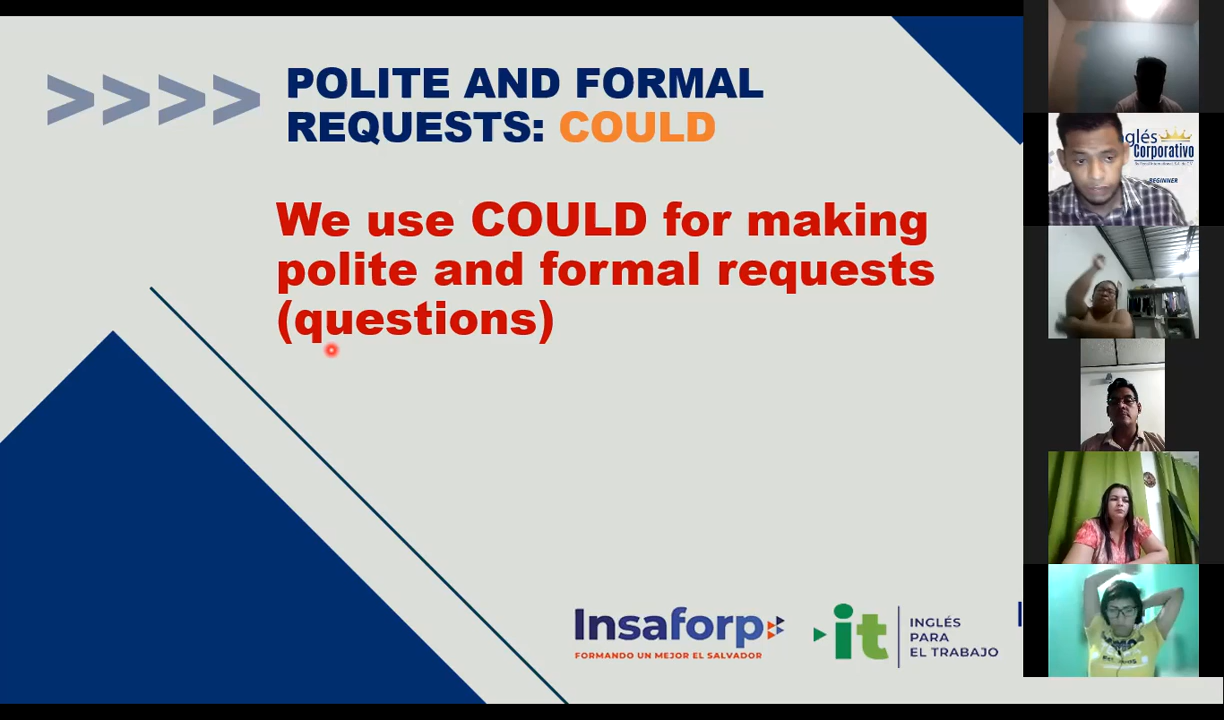 >>>> POLITE AND FORMAL
REQUESTS: COULD
We use COULD for making
polite and formal requests
(questions)
Insaforp
FORMANDO UN MEJOR EL SALVADOR
it
INGLÉS
PARA
EL TRABAJO
Inglés
Corporativo
BEGINNER